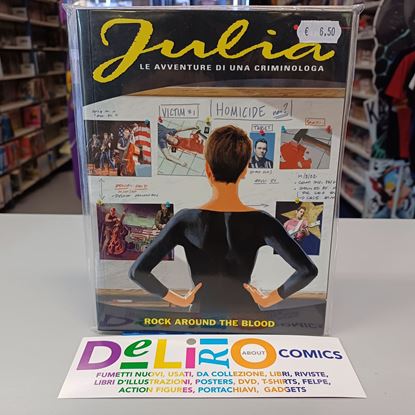 Julia
€ 6,50
LE AVVENTURE DI UNA CRIMINOLOGA
VICTIM #1
HOMICIDE
TARGET
ROCK AROUND THE BLOOD
DeLiRiO
ABOUT
COMICS
FUMETTI NUOVI, USATI, DA COLLEZIONE, LIBRI, RIVISTE,
LIBRI D'ILLUSTRAZIONI, POSTERS, DVD, T-SHIRTS, FELPE,
ACTION FIGURES, PORTACHIAVI, GADGETS